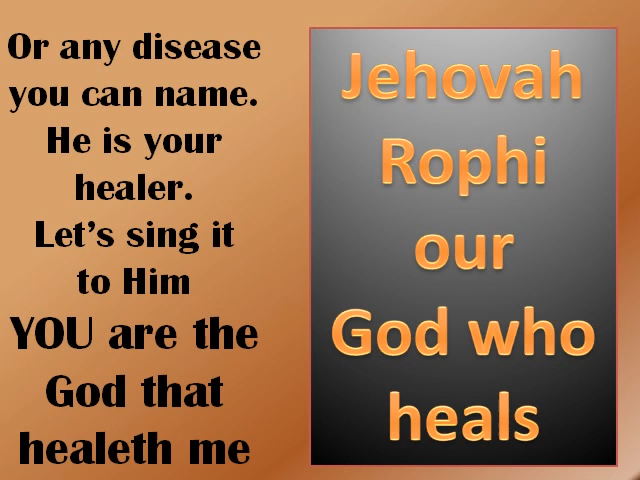 Or any disease
you can name.
He is your
healer.
Let’s sing it
to Him
YOU are the
God that
healeth me
Jehovah
Rophi
our
God who
heals